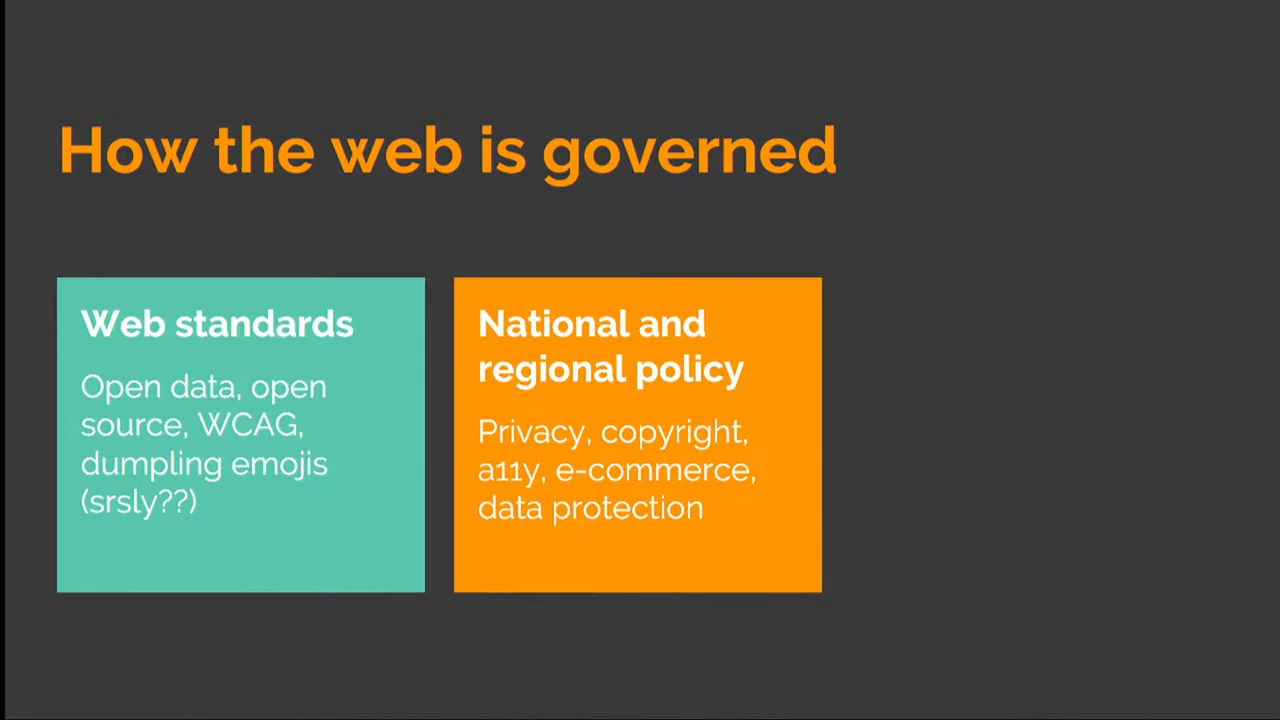 How the web is governed
Web standards
Open data, open
source, WCAG,
dumpling emojis
(srsly??)
National and
regional policy
Privacy, copyright,
a11y, e-commerce,
data protection